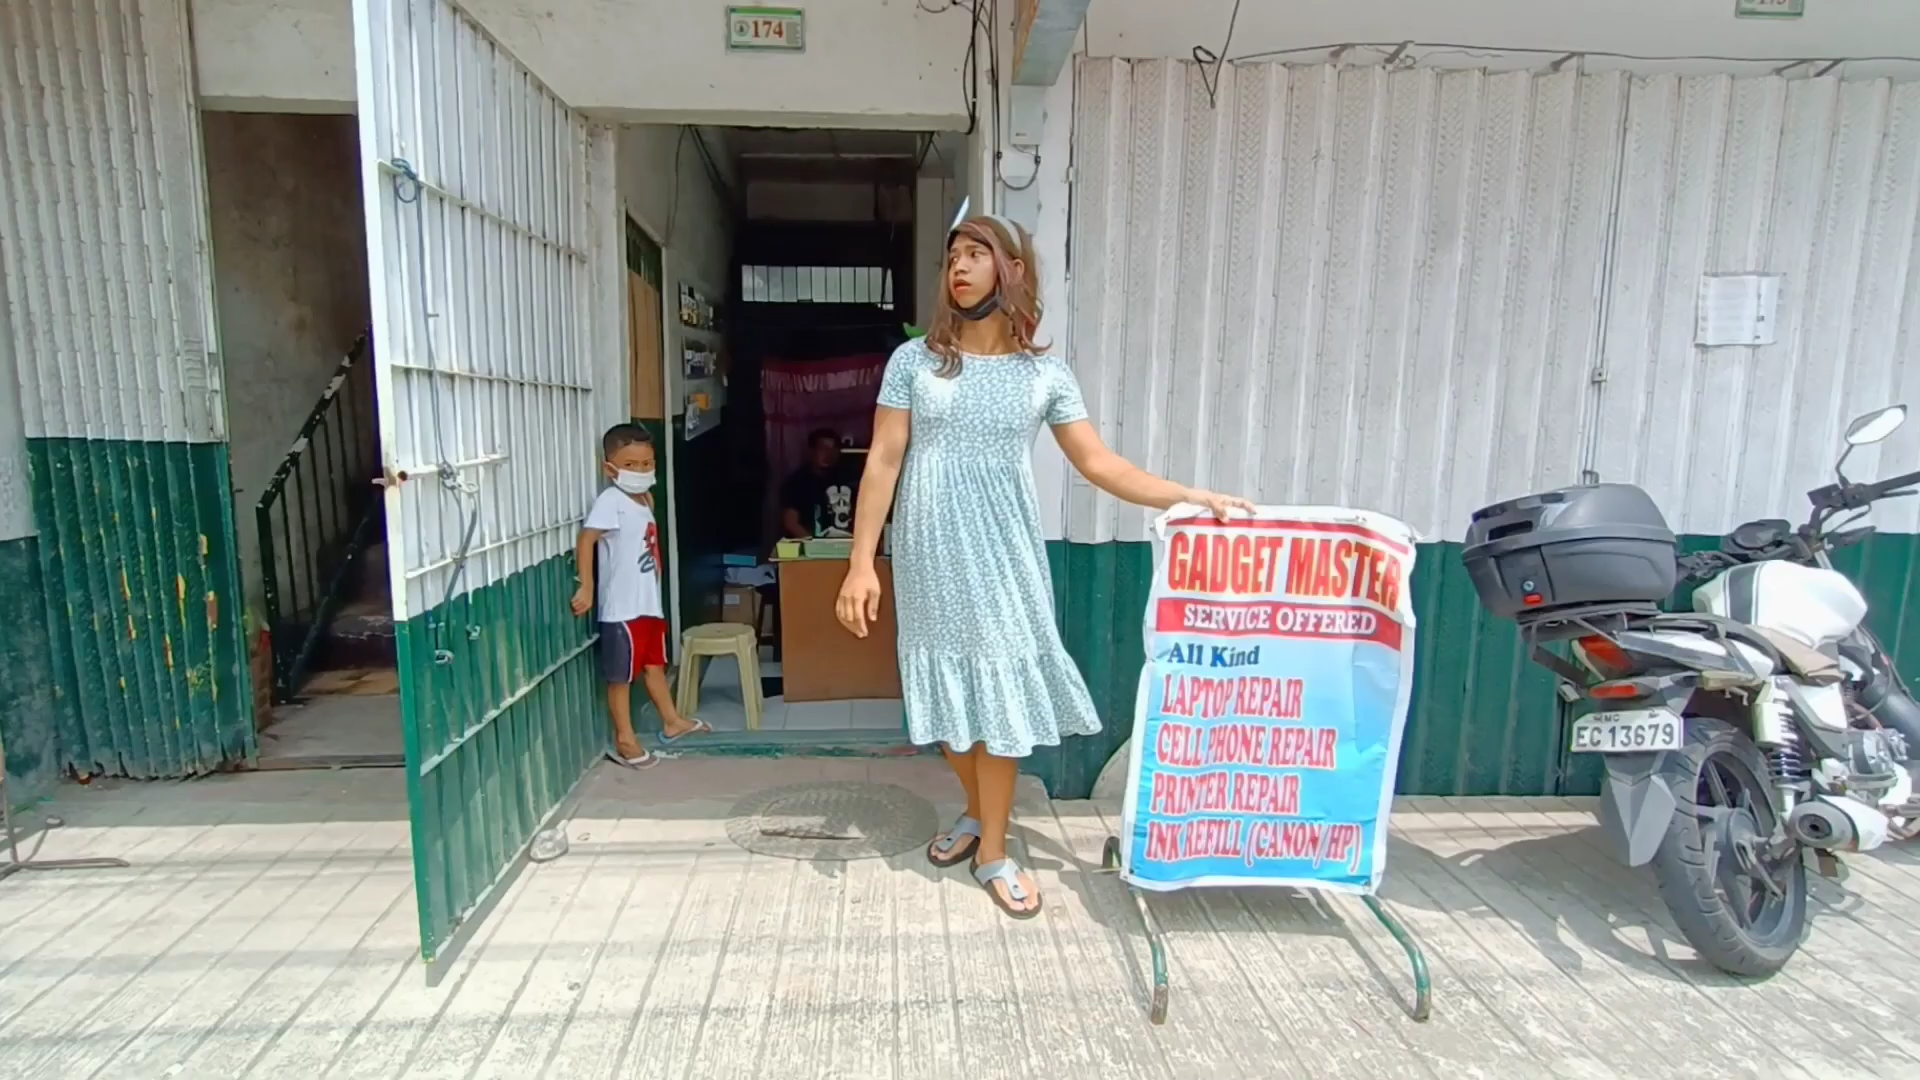 174
GADGET MASTER
SERVICE OFFERED
All Kind
LAPTOP REPAIR
CELL PHONE REPAIR
PRINTER REPAIR
INK REFILL (CANON/HP)
MC
EC 13679